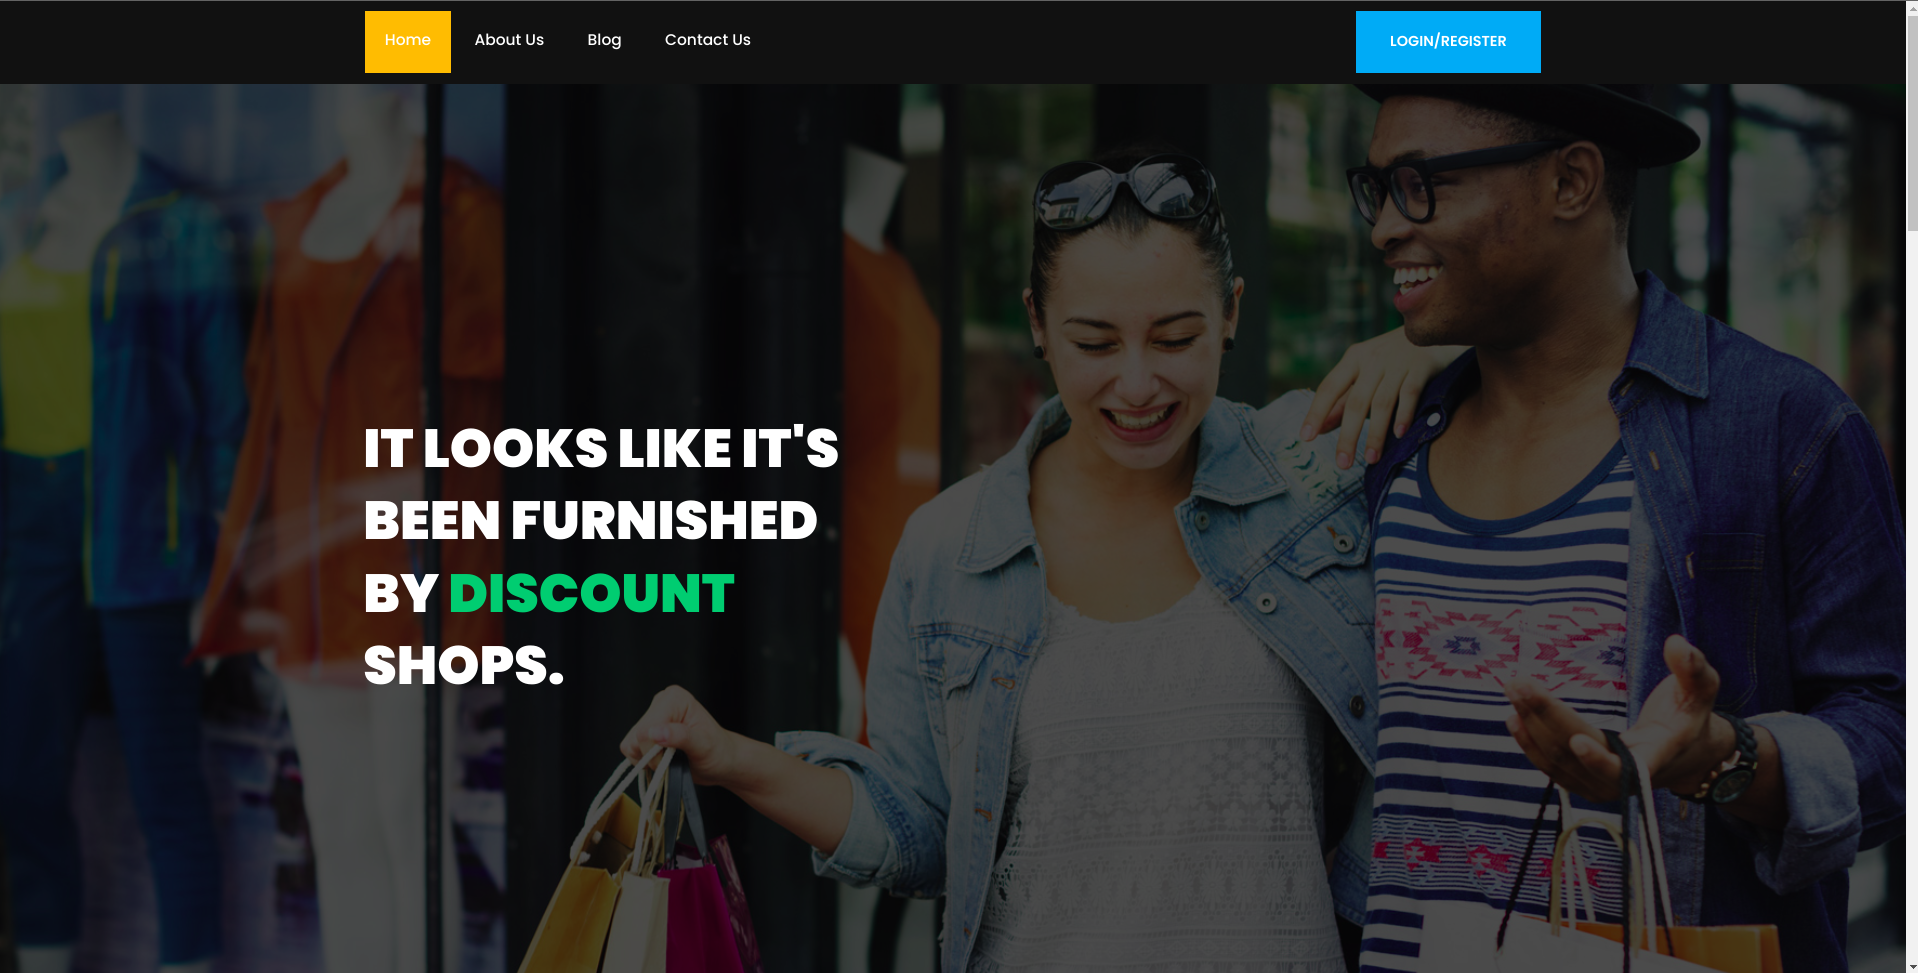 Home About Us Blog Contact Us LOGIN/REGISTER
IT LOOKS LIKE IT'S
BEEN FURNISHED
BY DISCOUNT
SHOPS.